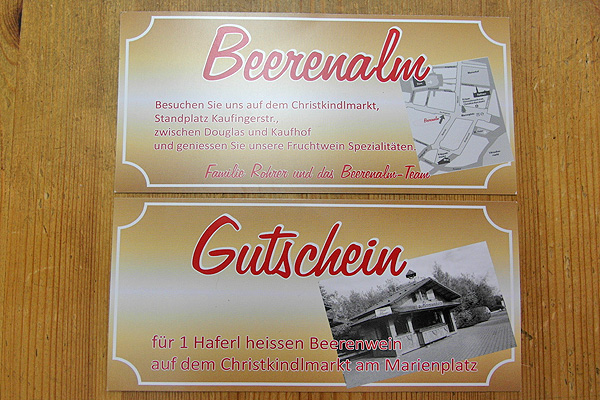 Beerenalm
Besuchen Sie uns auf dem Christkindlmarkt,
Standplatz Kaufingerstr.,
zwischen Douglas und Kaufhof
und geniessen Sie unsere Fruchtwein Spezialitäten.
Familie Rohrer und das Beerenalm-Team
Beerenalm
Gutschein
für 1 Haferl heissen Beerenwein
auf dem Christkindlmarkt am Marienplatz